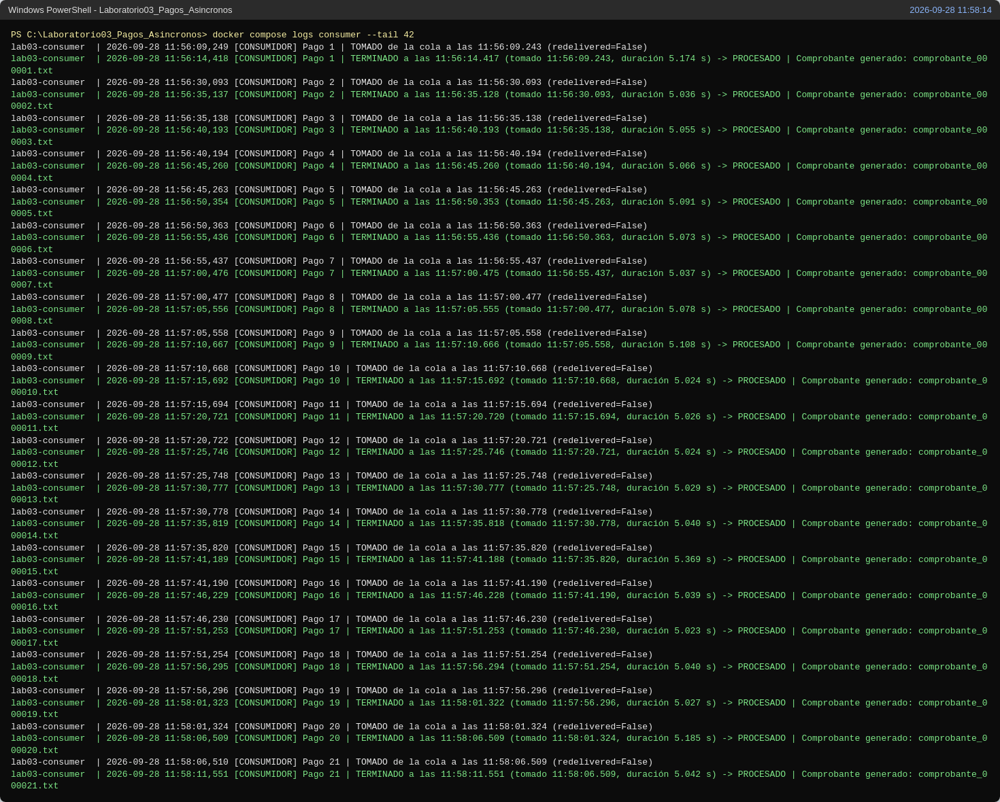 Windows PowerShell - Laboratorio03_Pagos_Asincronos
2026-09-28 11:58:14
PS C:\Laboratorio03_Pagos_Asincronos> docker compose logs consumer --tail 42
lab03-consumer  | 2026-09-28 11:56:09,249 [CONSUMIDOR] Pago 1 | TOMADO de la cola a las 11:56:09.243 (redelivered=False)
lab03-consumer  | 2026-09-28 11:56:14,418 [CONSUMIDOR] Pago 1 | TERMINADO a las 11:56:14.417 (tomado 11:56:09.243, duración 5.174 s) -> PROCESADO | Comprobante generado: comprobante_00
0001.txt
lab03-consumer  | 2026-09-28 11:56:30,093 [CONSUMIDOR] Pago 2 | TOMADO de la cola a las 11:56:30.093 (redelivered=False)
lab03-consumer  | 2026-09-28 11:56:35,137 [CONSUMIDOR] Pago 2 | TERMINADO a las 11:56:35.128 (tomado 11:56:30.093, duración 5.036 s) -> PROCESADO | Comprobante generado: comprobante_00
0002.txt
lab03-consumer  | 2026-09-28 11:56:35,138 [CONSUMIDOR] Pago 3 | TOMADO de la cola a las 11:56:35.138 (redelivered=False)
lab03-consumer  | 2026-09-28 11:56:40,193 [CONSUMIDOR] Pago 3 | TERMINADO a las 11:56:40.193 (tomado 11:56:35.138, duración 5.055 s) -> PROCESADO | Comprobante generado: comprobante_00
0003.txt
lab03-consumer  | 2026-09-28 11:56:40,194 [CONSUMIDOR] Pago 4 | TOMADO de la cola a las 11:56:40.194 (redelivered=False)
lab03-consumer  | 2026-09-28 11:56:45,260 [CONSUMIDOR] Pago 4 | TERMINADO a las 11:56:45.260 (tomado 11:56:40.194, duración 5.066 s) -> PROCESADO | Comprobante generado: comprobante_00
0004.txt
lab03-consumer  | 2026-09-28 11:56:45,263 [CONSUMIDOR] Pago 5 | TOMADO de la cola a las 11:56:45.263 (redelivered=False)
lab03-consumer  | 2026-09-28 11:56:50,354 [CONSUMIDOR] Pago 5 | TERMINADO a las 11:56:50.353 (tomado 11:56:45.263, duración 5.091 s) -> PROCESADO | Comprobante generado: comprobante_00
0005.txt
lab03-consumer  | 2026-09-28 11:56:50,363 [CONSUMIDOR] Pago 6 | TOMADO de la cola a las 11:56:50.363 (redelivered=False)
lab03-consumer  | 2026-09-28 11:56:55,436 [CONSUMIDOR] Pago 6 | TERMINADO a las 11:56:55.436 (tomado 11:56:50.363, duración 5.073 s) -> PROCESADO | Comprobante generado: comprobante_00
0006.txt
lab03-consumer  | 2026-09-28 11:56:55,437 [CONSUMIDOR] Pago 7 | TOMADO de la cola a las 11:56:55.437 (redelivered=False)
lab03-consumer  | 2026-09-28 11:57:00,476 [CONSUMIDOR] Pago 7 | TERMINADO a las 11:57:00.475 (tomado 11:56:55.437, duración 5.037 s) -> PROCESADO | Comprobante generado: comprobante_00
0007.txt
lab03-consumer  | 2026-09-28 11:57:00,477 [CONSUMIDOR] Pago 8 | TOMADO de la cola a las 11:57:00.477 (redelivered=False)
lab03-consumer  | 2026-09-28 11:57:05,556 [CONSUMIDOR] Pago 8 | TERMINADO a las 11:57:05.555 (tomado 11:57:00.477, duración 5.078 s) -> PROCESADO | Comprobante generado: comprobante_00
0008.txt
lab03-consumer  | 2026-09-28 11:57:05,558 [CONSUMIDOR] Pago 9 | TOMADO de la cola a las 11:57:05.558 (redelivered=False)
lab03-consumer  | 2026-09-28 11:57:10,667 [CONSUMIDOR] Pago 9 | TERMINADO a las 11:57:10.666 (tomado 11:57:05.558, duración 5.108 s) -> PROCESADO | Comprobante generado: comprobante_00
0009.txt
lab03-consumer  | 2026-09-28 11:57:10,668 [CONSUMIDOR] Pago 10 | TOMADO de la cola a las 11:57:10.668 (redelivered=False)
lab03-consumer  | 2026-09-28 11:57:15,692 [CONSUMIDOR] Pago 10 | TERMINADO a las 11:57:15.692 (tomado 11:57:10.668, duración 5.024 s) -> PROCESADO | Comprobante generado: comprobante_0
00010.txt
lab03-consumer  | 2026-09-28 11:57:15,694 [CONSUMIDOR] Pago 11 | TOMADO de la cola a las 11:57:15.694 (redelivered=False)
lab03-consumer  | 2026-09-28 11:57:20,721 [CONSUMIDOR] Pago 11 | TERMINADO a las 11:57:20.720 (tomado 11:57:15.694, duración 5.026 s) -> PROCESADO | Comprobante generado: comprobante_0
00011.txt
lab03-consumer  | 2026-09-28 11:57:20,722 [CONSUMIDOR] Pago 12 | TOMADO de la cola a las 11:57:20.721 (redelivered=False)
lab03-consumer  | 2026-09-28 11:57:25,746 [CONSUMIDOR] Pago 12 | TERMINADO a las 11:57:25.746 (tomado 11:57:20.721, duración 5.024 s) -> PROCESADO | Comprobante generado: comprobante_0
00012.txt
lab03-consumer  | 2026-09-28 11:57:25,748 [CONSUMIDOR] Pago 13 | TOMADO de la cola a las 11:57:25.748 (redelivered=False)
lab03-consumer  | 2026-09-28 11:57:30,777 [CONSUMIDOR] Pago 13 | TERMINADO a las 11:57:30.777 (tomado 11:57:25.748, duración 5.029 s) -> PROCESADO | Comprobante generado: comprobante_0
00013.txt
lab03-consumer  | 2026-09-28 11:57:30,778 [CONSUMIDOR] Pago 14 | TOMADO de la cola a las 11:57:30.778 (redelivered=False)
lab03-consumer  | 2026-09-28 11:57:35,819 [CONSUMIDOR] Pago 14 | TERMINADO a las 11:57:35.818 (tomado 11:57:30.778, duración 5.040 s) -> PROCESADO | Comprobante generado: comprobante_0
00014.txt
lab03-consumer  | 2026-09-28 11:57:35,820 [CONSUMIDOR] Pago 15 | TOMADO de la cola a las 11:57:35.820 (redelivered=False)
lab03-consumer  | 2026-09-28 11:57:41,189 [CONSUMIDOR] Pago 15 | TERMINADO a las 11:57:41.188 (tomado 11:57:35.820, duración 5.369 s) -> PROCESADO | Comprobante generado: comprobante_0
00015.txt
lab03-consumer  | 2026-09-28 11:57:41,190 [CONSUMIDOR] Pago 16 | TOMADO de la cola a las 11:57:41.190 (redelivered=False)
lab03-consumer  | 2026-09-28 11:57:46,229 [CONSUMIDOR] Pago 16 | TERMINADO a las 11:57:46.228 (tomado 11:57:41.190, duración 5.039 s) -> PROCESADO | Comprobante generado: comprobante_0
00016.txt
lab03-consumer  | 2026-09-28 11:57:46,230 [CONSUMIDOR] Pago 17 | TOMADO de la cola a las 11:57:46.230 (redelivered=False)
lab03-consumer  | 2026-09-28 11:57:51,253 [CONSUMIDOR] Pago 17 | TERMINADO a las 11:57:51.253 (tomado 11:57:46.230, duración 5.023 s) -> PROCESADO | Comprobante generado: comprobante_0
00017.txt
lab03-consumer  | 2026-09-28 11:57:51,254 [CONSUMIDOR] Pago 18 | TOMADO de la cola a las 11:57:51.254 (redelivered=False)
lab03-consumer  | 2026-09-28 11:57:56,295 [CONSUMIDOR] Pago 18 | TERMINADO a las 11:57:56.294 (tomado 11:57:51.254, duración 5.040 s) -> PROCESADO | Comprobante generado: comprobante_0
00018.txt
lab03-consumer  | 2026-09-28 11:57:56,296 [CONSUMIDOR] Pago 19 | TOMADO de la cola a las 11:57:56.296 (redelivered=False)
lab03-consumer  | 2026-09-28 11:58:01,323 [CONSUMIDOR] Pago 19 | TERMINADO a las 11:58:01.322 (tomado 11:57:56.296, duración 5.027 s) -> PROCESADO | Comprobante generado: comprobante_0
00019.txt
lab03-consumer  | 2026-09-28 11:58:01,324 [CONSUMIDOR] Pago 20 | TOMADO de la cola a las 11:58:01.324 (redelivered=False)
lab03-consumer  | 2026-09-28 11:58:06,509 [CONSUMIDOR] Pago 20 | TERMINADO a las 11:58:06.509 (tomado 11:58:01.324, duración 5.185 s) -> PROCESADO | Comprobante generado: comprobante_0
00020.txt
lab03-consumer  | 2026-09-28 11:58:06,510 [CONSUMIDOR] Pago 21 | TOMADO de la cola a las 11:58:06.509 (redelivered=False)
lab03-consumer  | 2026-09-28 11:58:11,551 [CONSUMIDOR] Pago 21 | TERMINADO a las 11:58:11.551 (tomado 11:58:06.509, duración 5.042 s) -> PROCESADO | Comprobante generado: comprobante_0
00021.txt